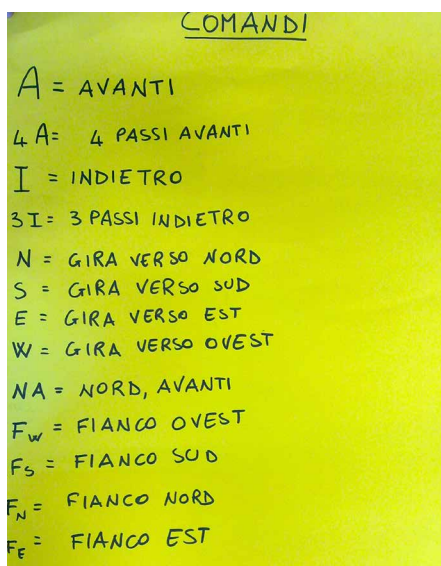 COMANDI
A = AVANTI
4A= 4 PASSI AVANTI
I = INDIETRO
3I= 3 PASSI INDIETRO
N = GIRA VERSO NORD
S = GIRA VERSO SUD
E = GIRA VERSO EST
W = GIRA VERSO OVEST
NA = NORD, AVANTI
Fw = FIANCO OVEST
Fs = FIANCO SUD
FN = FIANCO NORD
FE = FIANCO EST